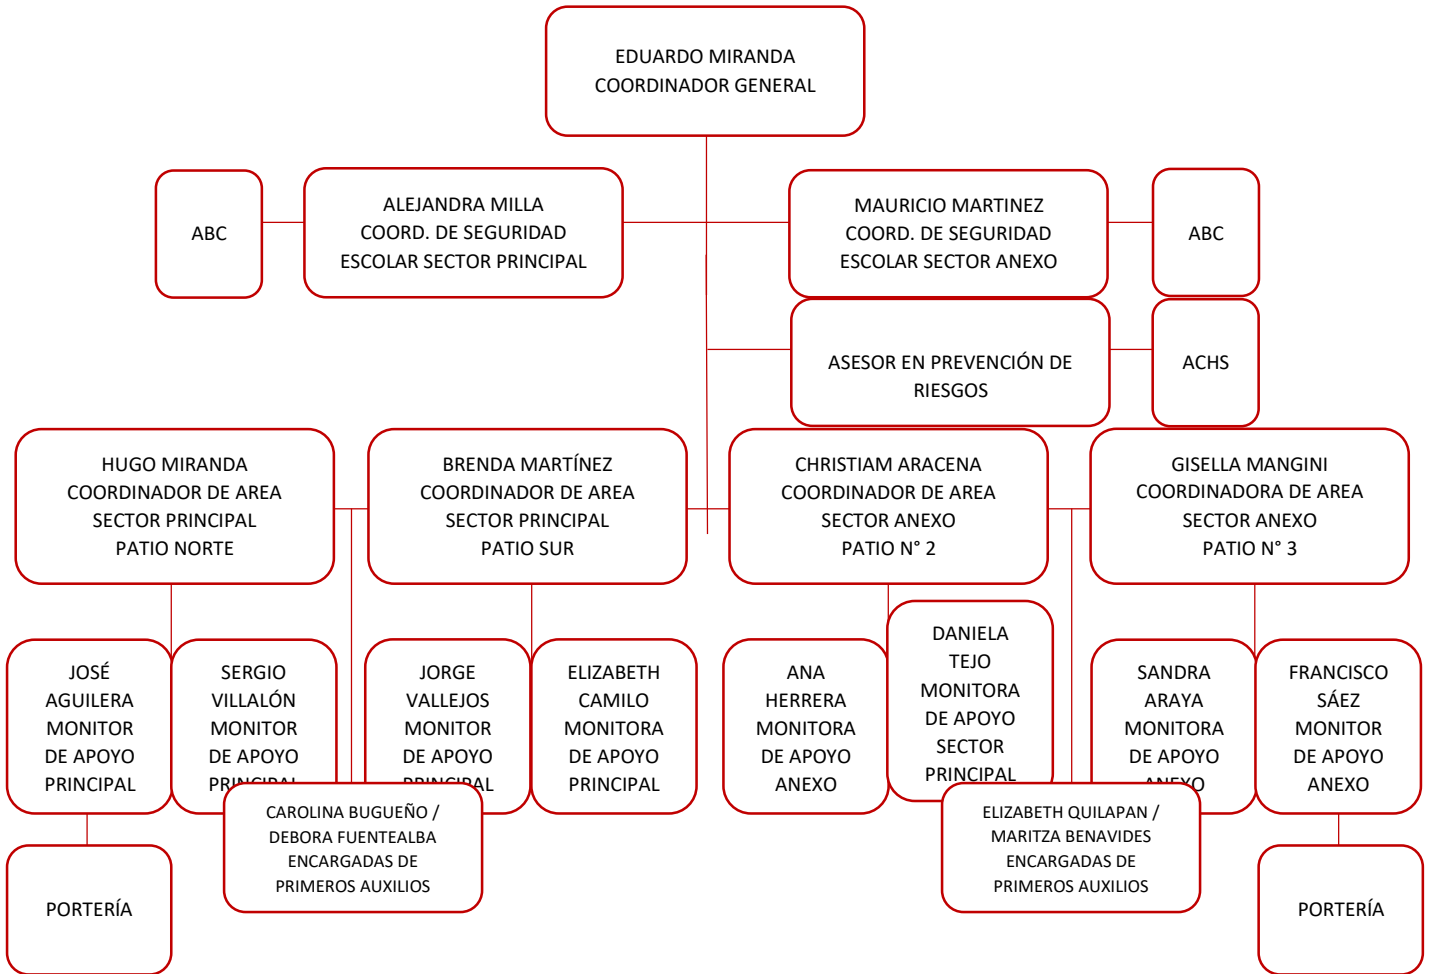 EDUARDO MIRANDA
COORDINADOR GENERAL
ABC
ALEJANDRA MILLA
COORD. DE SEGURIDAD
ESCOLAR SECTOR PRINCIPAL
MAURICIO MARTINEZ
COORD. DE SEGURIDAD
ESCOLAR SECTOR ANEXO
ABC
ASESOR EN PREVENCIÓN DE
RIESGOS
ACHS
HUGO MIRANDA
COORDINADOR DE AREA
SECTOR PRINCIPAL
PATIO NORTE
BRENDA MARTÍNEZ
COORDINADOR DE AREA
SECTOR PRINCIPAL
PATIO SUR
CHRISTIAM ARACENA
COORDINADOR DE AREA
SECTOR ANEXO
PATIO N° 2
GISELLA MANGINI
COORDINADORA DE AREA
SECTOR ANEXO
PATIO N° 3
JOSÉ
AGUILERA
MONITOR
DE APOYO
PRINCIPAL
SERGIO
VILLALÓN
MONITOR
DE APOYO
PRINCIPAL
JORGE
VALLEJOS
MONITOR
DE APOYO
PRINCIPAL
ELIZABETH
CAMILO
MONITORA
DE APOYO
PRINCIPAL
ANA
HERRERA
MONITORA
DE APOYO
ANEXO
DANIELA
TEJO
MONITORA
DE APOYO
SECTOR
PRINCIPAL
SANDRA
ARAYA
MONITORA
DE APOYO
ANEXO
FRANCISCO
SÁEZ
MONITOR
DE APOYO
ANEXO
CAROLINA BUGUEÑO /
DEBORA FUENTEALBA
ENCARGADAS DE
PRIMEROS AUXILIOS
ELIZABETH QUILAPAN /
MARITZA BENAVIDES
ENCARGADAS DE
PRIMEROS AUXILIOS
PORTERÍA
PORTERÍA